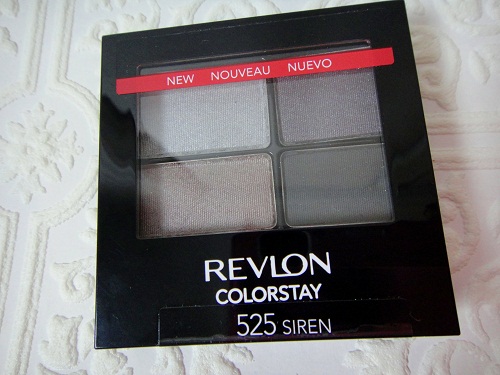 NEW NOUVEAU NUEVO
REVLON
COLORSTAY
525 SIREN